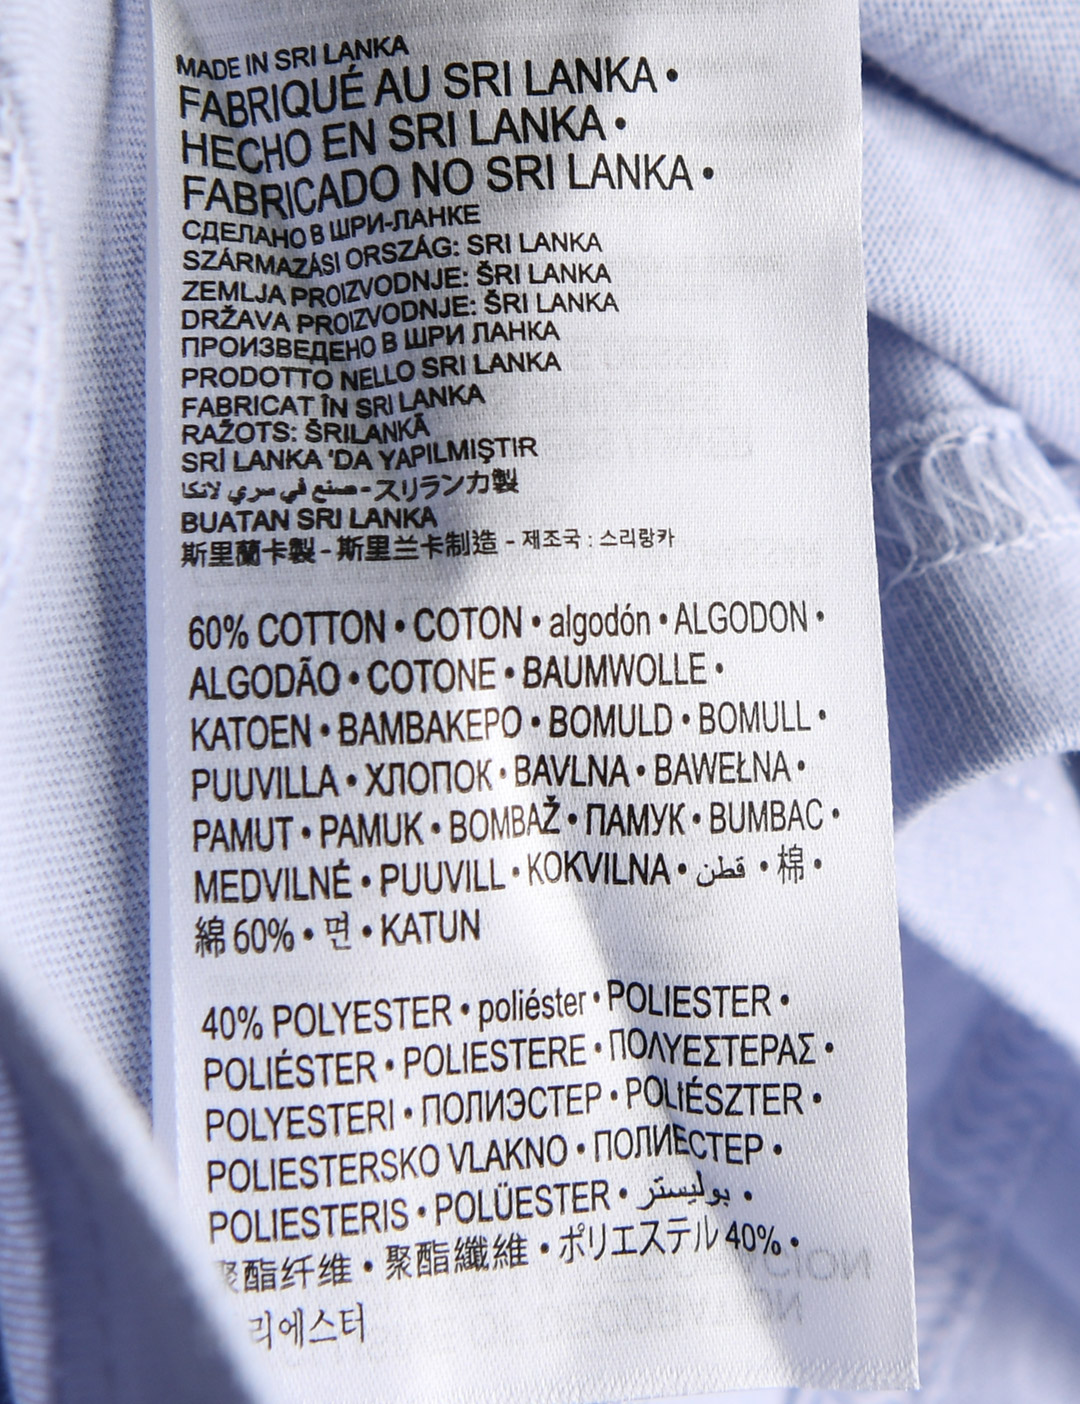 MADE IN SRI LANKA
FABRIQUÉ AU SRI LANKA •
HECHO EN SRI LANKA •
FABRICADO NO SRI LANKA •
СДЕЛАНО В ШРИ-ЛАНКЕ
SZÁRMAZÁSI ORSZÁG: SRI LANKA
ZEMLJA PROIZVODNJE: ŠRI LANKA
DRŽAVA PROIZVODNJE: ŠRI LANKA
ПРОИЗВЕДЕНО В ШРИ ЛАНКА
PRODOTTO NELLO SRI LANKA
FABRICAT ÎN SRI LANKA
RAŽOTS: ŠRILANKĀ
SRİ LANKA 'DA YAPILMIŞTIR
صنع في سري لانكا - スリランカ製
BUATAN SRI LANKA
斯里蘭卡製 - 斯里兰卡制造 - 제조국 : 스리랑카
60% COTTON • COTON • algodón • ALGODON •
ALGODÃO • COTONE • BAUMWOLLE •
KATOEN • ΒΑΜΒΑΚΕΡΟ • BOMULD • BOMULL •
PUUVILLA • ХЛОПОК • BAVLNA • BAWEŁNA •
PAMUT • PAMUK • BOMBAŽ • ПАМУК • BUMBAC •
MEDVILNÉ • PUUVILL • KOKVILNA • قطن • 棉 •
綿 60% • 면 • KATUN
40% POLYESTER • poliéster • POLIESTER •
POLIÉSTER • POLIESTERE • ΠΟΛΥΕΣΤΕΡΑΣ •
POLYESTERI • ПОЛИЭСТЕР • POLIÉSZTER •
POLIESTERSKO VLAKNO • ПОЛИЕСТЕР •
POLIESTERIS • POLÜESTER • بوليستر •
聚酯纤维 • 聚酯纖維 • ポリエステル 40% •
리에스터